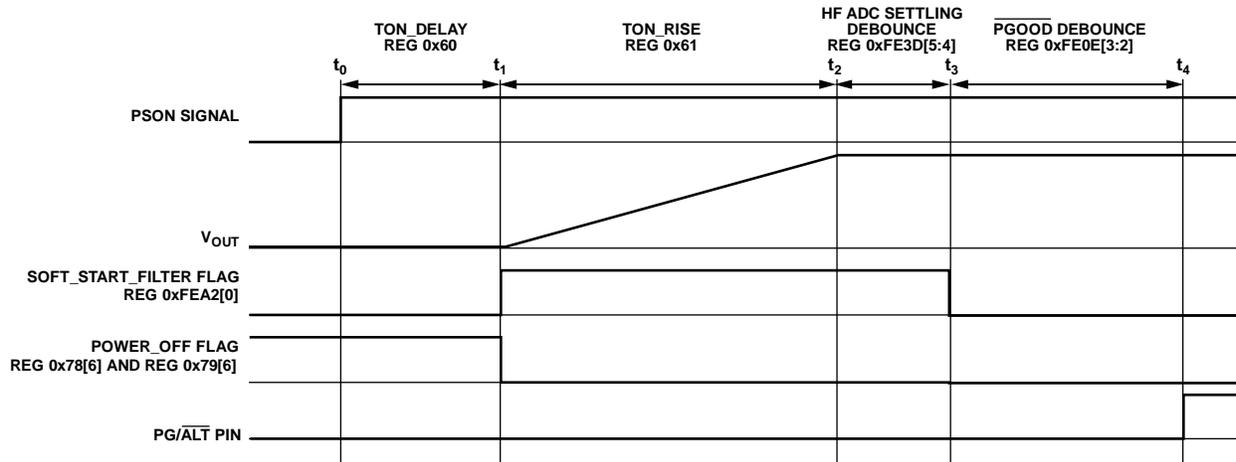 TON_DELAY
REG 0x60
TON_RISE
REG 0x61
HF ADC SETTLING
DEBOUNCE
REG 0xFE3D[5:4]
PGOOD DEBOUNCE
REG 0xFE0E[3:2]
t0
t1
t2
t3
t4
PSON SIGNAL
VOUT
SOFT_START_FILTER FLAG
REG 0xFEA2[0]
POWER_OFF FLAG
REG 0x78[6] AND REG 0x79[6]
PG/ALT PIN